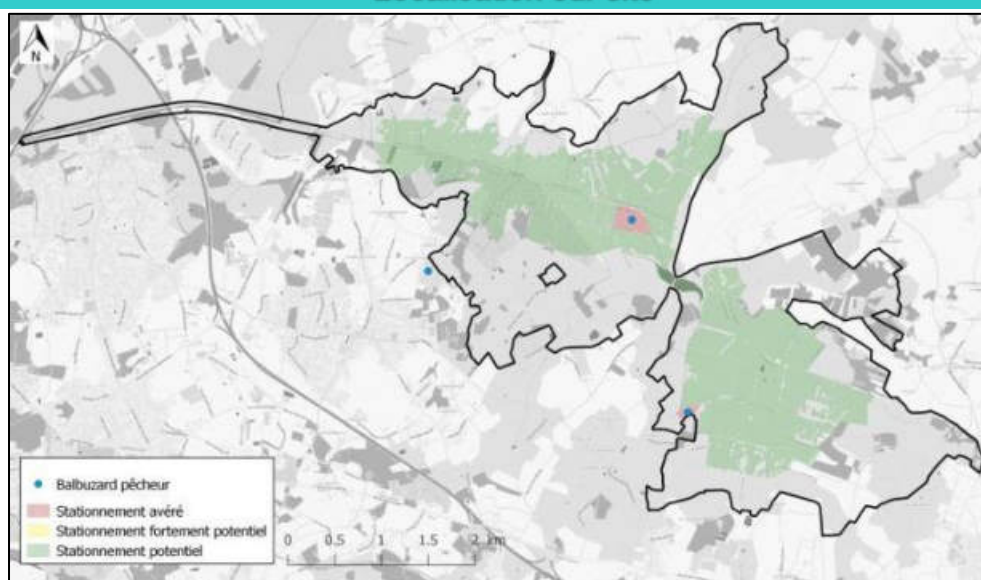 N
Balbuzard pêcheur
Stationnement avéré
Stationnement fortement potentiel
Stationnement potentiel
0 0.5 1 1.5 2 km